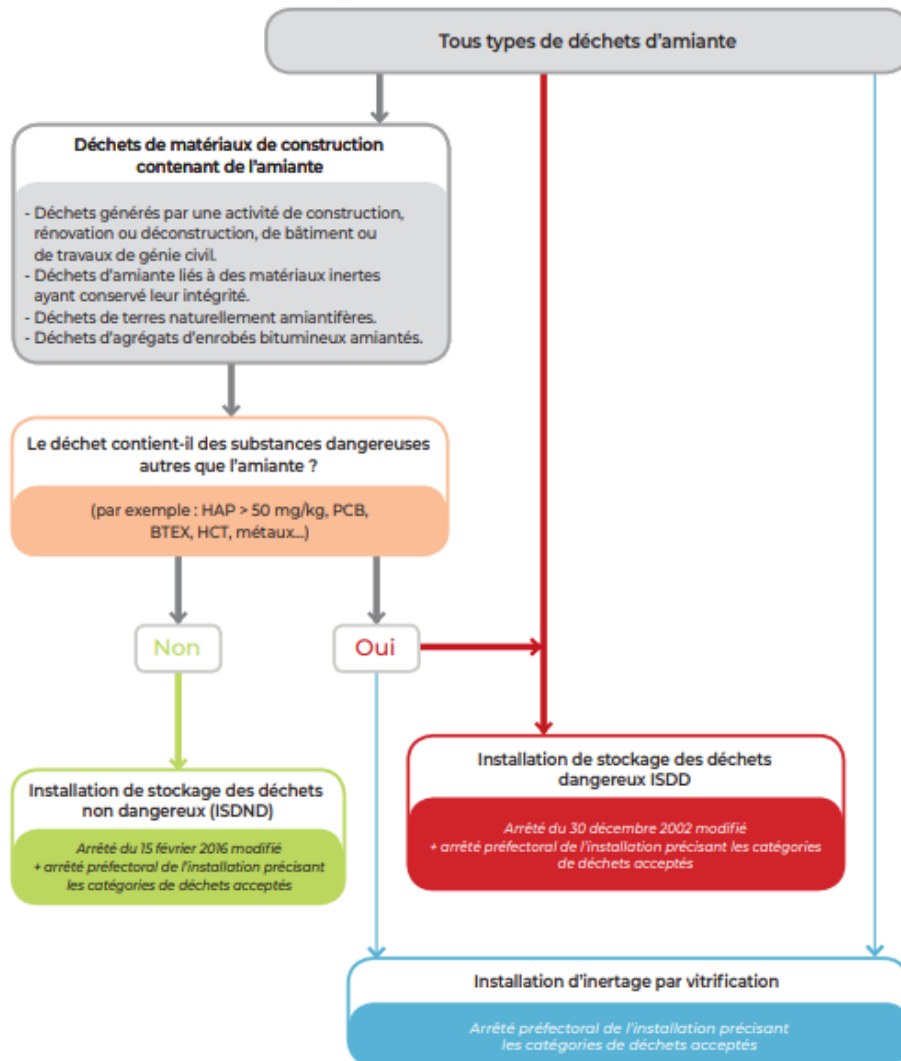 Tous types de déchets d'amiante
Déchets de matériaux de construction
contenant de l'amiante
- Déchets générés par une activité de construction,
rénovation ou déconstruction, de bâtiment ou
de travaux de génie civil.
- Déchets d'amiante liés à des matériaux inertes
ayant conservé leur intégrité.
- Déchets de terres naturellement amiantifères.
- Déchets d'agrégats d'enrobés bitumineux amiantés.
Le déchet contient-il des substances dangereuses
autres que l'amiante ?
(par exemple : HAP > 50 mg/kg, PCB,
BTEX, HCT, métaux...)
Non
Oui
Installation de stockage des déchets
non dangereux (ISDND)
Arrêté du 15 février 2016 modifié
+ arrêté préfectoral de l'installation précisant
les catégories de déchets acceptés
Installation de stockage des déchets
dangereux ISDD
Arrêté du 30 décembre 2002 modifié
+ arrêté préfectoral de l'installation précisant les catégories
de déchets acceptés
Installation d'inertage par vitrification
Arrêté préfectoral de l'installation précisant
les catégories de déchets acceptés